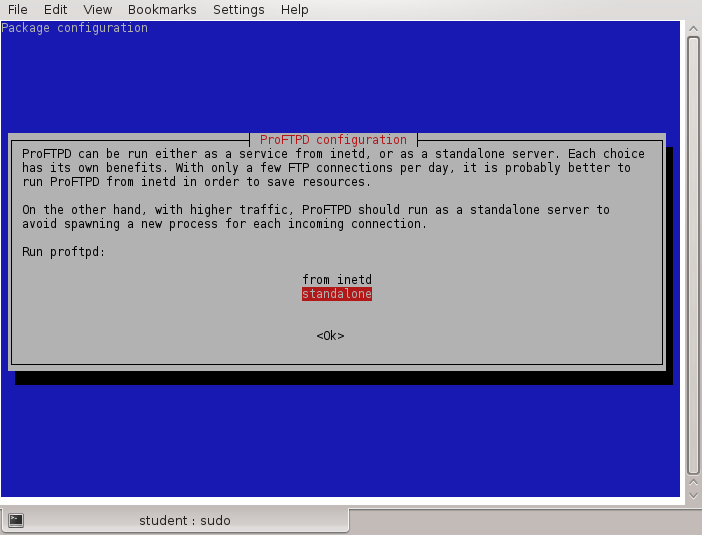 File Edit View Bookmarks Settings Help
Package configuration
ProFTPD configuration
ProFTPD can be run either as a service from inetd, or as a standalone server. Each choice
has its own benefits. With only a few FTP connections per day, it is probably better to
run ProFTPD from inetd in order to save resources.
On the other hand, with higher traffic, ProFTPD should run as a standalone server to
avoid spawning a new process for each incoming connection.
Run proftpd:
from inetd
standalone
<Ok>
student : sudo